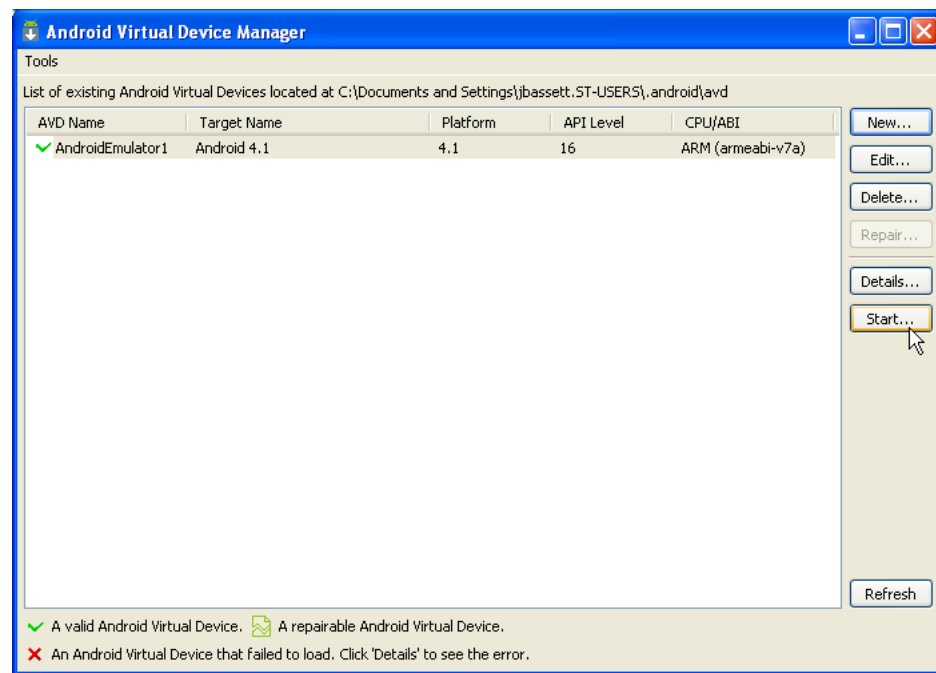 Android Virtual Device Manager
Tools
List of existing Android Virtual Devices located at C:\Documents and Settings\jbassett.ST-USERS\.android\avd
AVD Name Target Name Platform API Level CPU/ABI
AndroidEmulator1 Android 4.1 4.1 16 ARM (armeabi-v7a)
New...
Edit...
Delete...
Repair...
Details...
Start...
Refresh
A valid Android Virtual Device. A repairable Android Virtual Device.
An Android Virtual Device that failed to load. Click 'Details' to see the error.